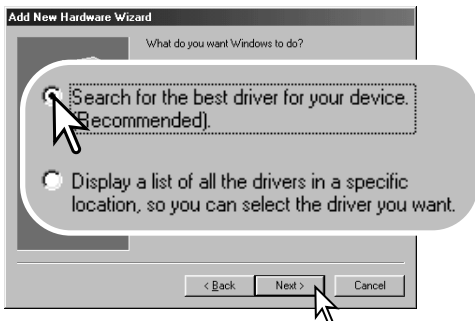 Add New Hardware Wizard
What do you want Windows to do?
Search for the best driver for your device.
(Recommended).
Display a list of all the drivers in a specific
location, so you can select the driver you want.
< Back
Next >
Cancel